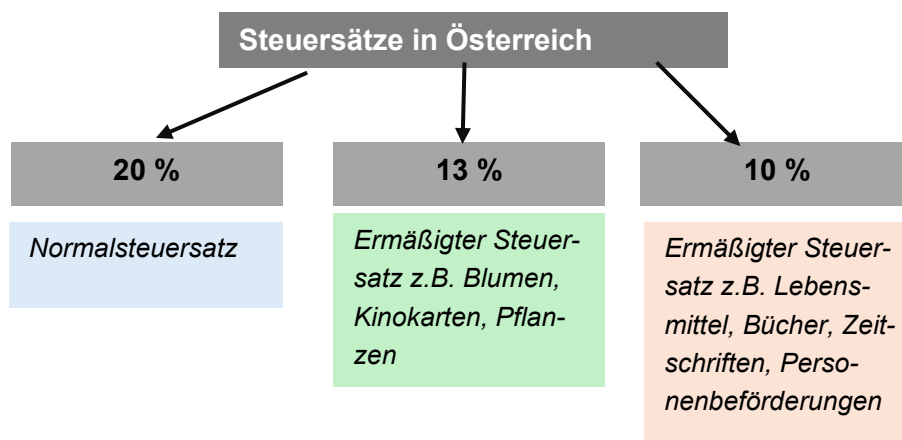 Steuersätze in Österreich
20 %
Normalsteuersatz
13 %
Ermäßigter Steuer-
satz z.B. Blumen,
Kinokarten, Pflan-
zen
10 %
Ermäßigter Steuer-
satz z.B. Lebens-
mittel, Bücher, Zeit-
schriften, Perso-
nenbeförderungen